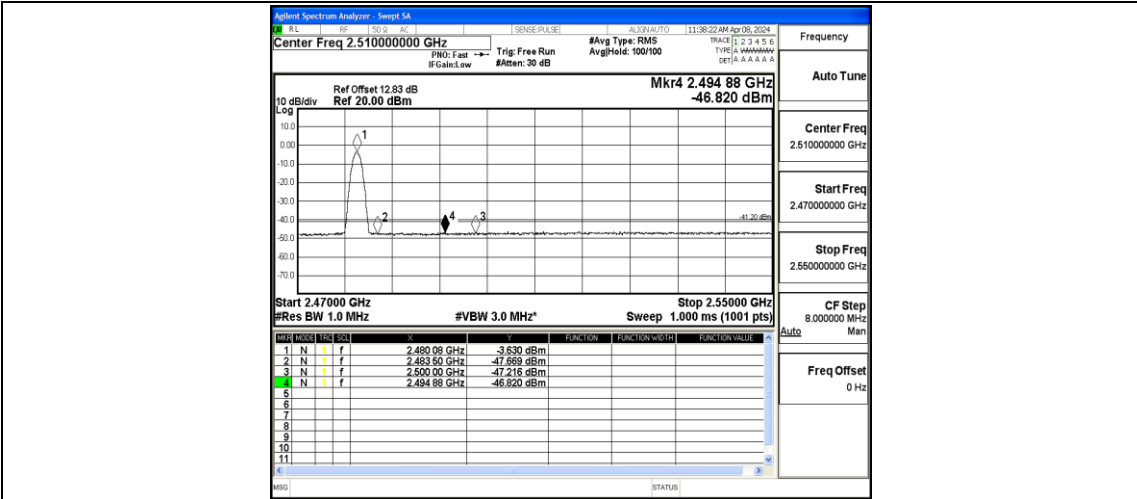 Agilent Spectrum Analyzer - Swept SA
RL RF 50 Ω AC SENSE:PULSE ALIGN AUTO 11:38:22 AM Apr 08, 2024
Center Freq 2.510000000 GHz
PNO: Fast
IFGain:Low
Trig: Free Run
#Atten: 30 dB
#Avg Type: RMS
Avg|Hold: 100/100
TRACE 1 2 3 4 5 6
TYPE A WWWWW
DET A A A A A A
Mkr4 2.494 88 GHz
-46.820 dBm
Ref Offset 12.83 dB
10 dB/div Ref 20.00 dBm
Log
10.0
0.00
-10.0
-20.0
-30.0
-40.0
-50.0
-60.0
-70.0
1
2
4
3
-41.20 dBm
Start 2.47000 GHz Stop 2.55000 GHz
#Res BW 1.0 MHz #VBW 3.0 MHz* Sweep 1.000 ms (1001 pts)
MKR MODE TRC SCL X Y FUNCTION FUNCTION WIDTH FUNCTION VALUE
1 N 1 f 2.480 08 GHz -3.630 dBm
2 N 1 f 2.483 50 GHz -47.669 dBm
3 N 1 f 2.500 00 GHz -47.216 dBm
4 N 1 f 2.494 88 GHz -46.820 dBm
5
6
7
8
9
10
11
MSG STATUS
Frequency
Auto Tune
Center Freq
2.510000000 GHz
Start Freq
2.470000000 GHz
Stop Freq
2.550000000 GHz
CF Step
8.000000 MHz
Auto Man
Freq Offset
0 Hz